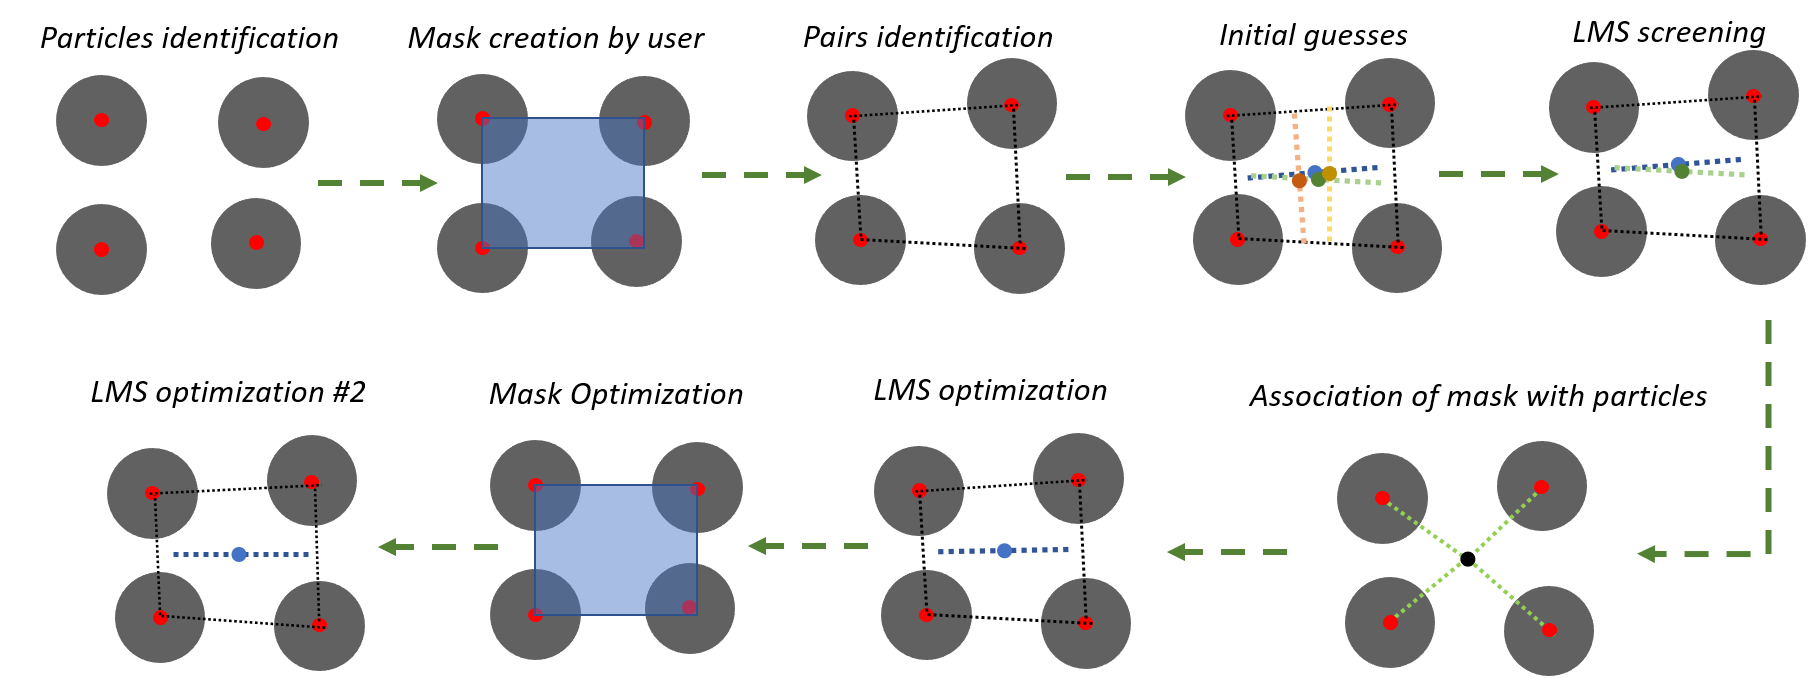 Particles identification
Mask creation by user
Pairs identification
Initial guesses
LMS screening
LMS optimization #2
Mask Optimization
LMS optimization
Association of mask with particles